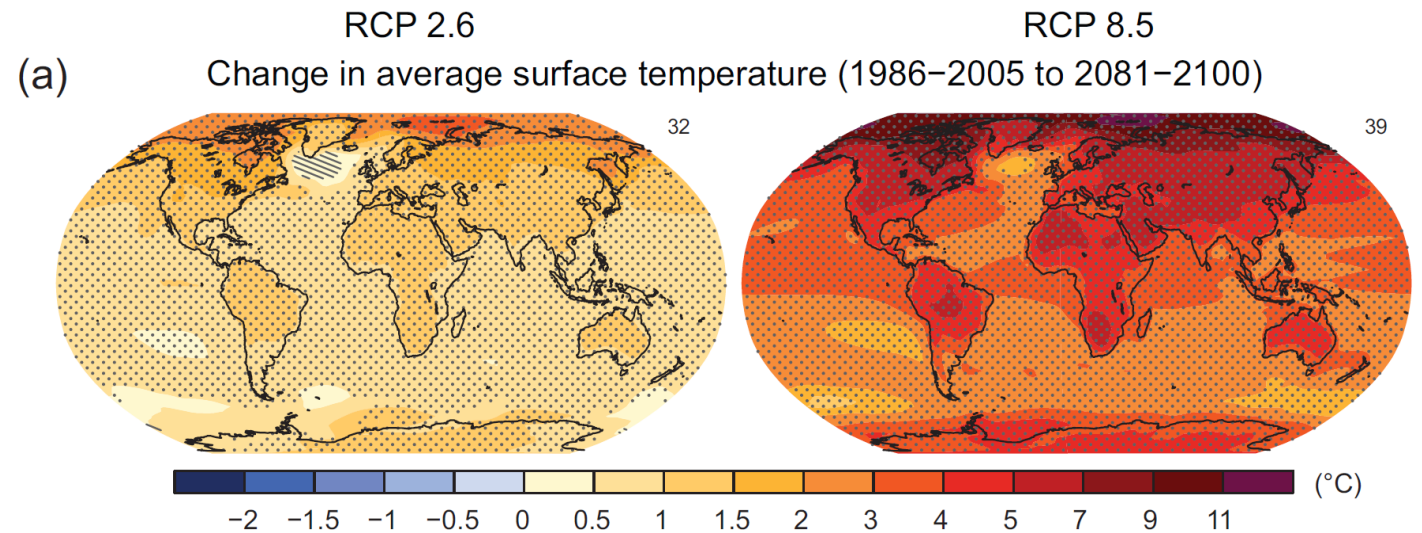 RCP 2.6 RCP 8.5
(a) Change in average surface temperature (1986−2005 to 2081−2100)
32 39
(°C)
−2 −1.5 −1 −0.5 0 0.5 1 1.5 2 3 4 5 7 9 11